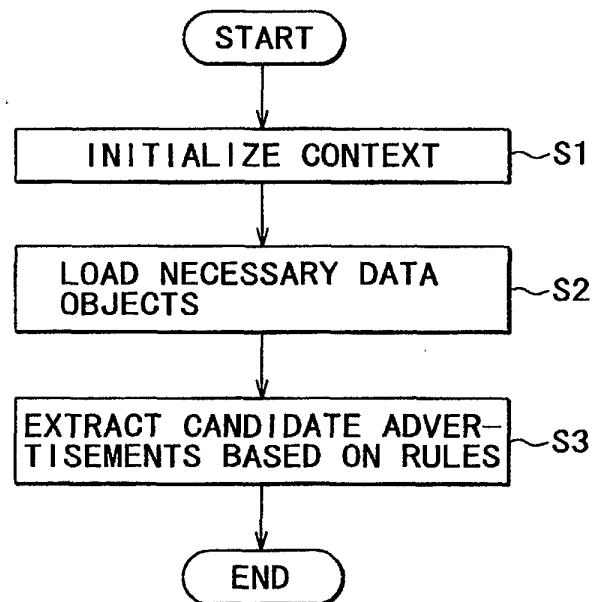 START
INITIALIZE CONTEXT
S1
LOAD NECESSARY DATA
OBJECTS
S2
EXTRACT CANDIDATE ADVER-
TISEMENTS BASED ON RULES
S3
END